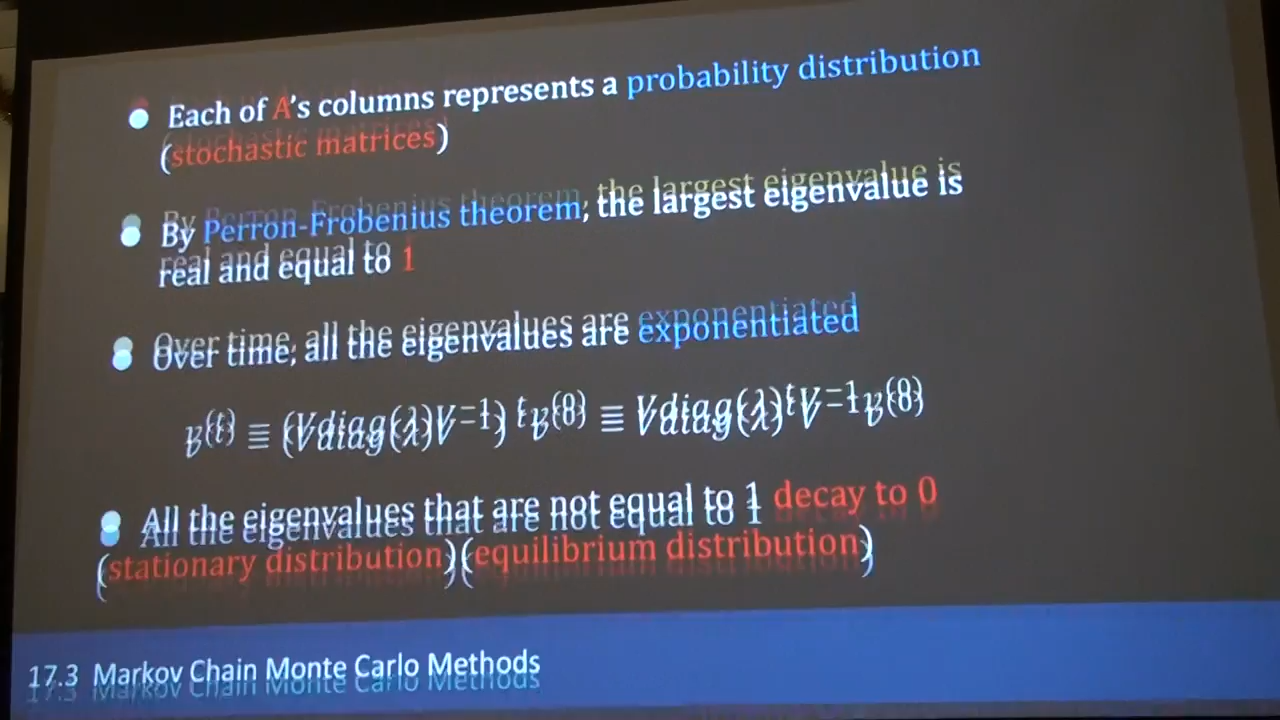 Each of A's columns represents a probability distribution
(stochastic matrices)
By Perron-Frobenius theorem, the largest eigenvalue is
real and equal to 1
Over time, all the eigenvalues are exponentiated
v^(t) = (Vdiag(λ)V^−1)^t v^(0) = Vdiag(λ)^t V^−1 v^(0)
All the eigenvalues that are not equal to 1 decay to 0
(stationary distribution)(equilibrium distribution)
17.3 Markov Chain Monte Carlo Methods